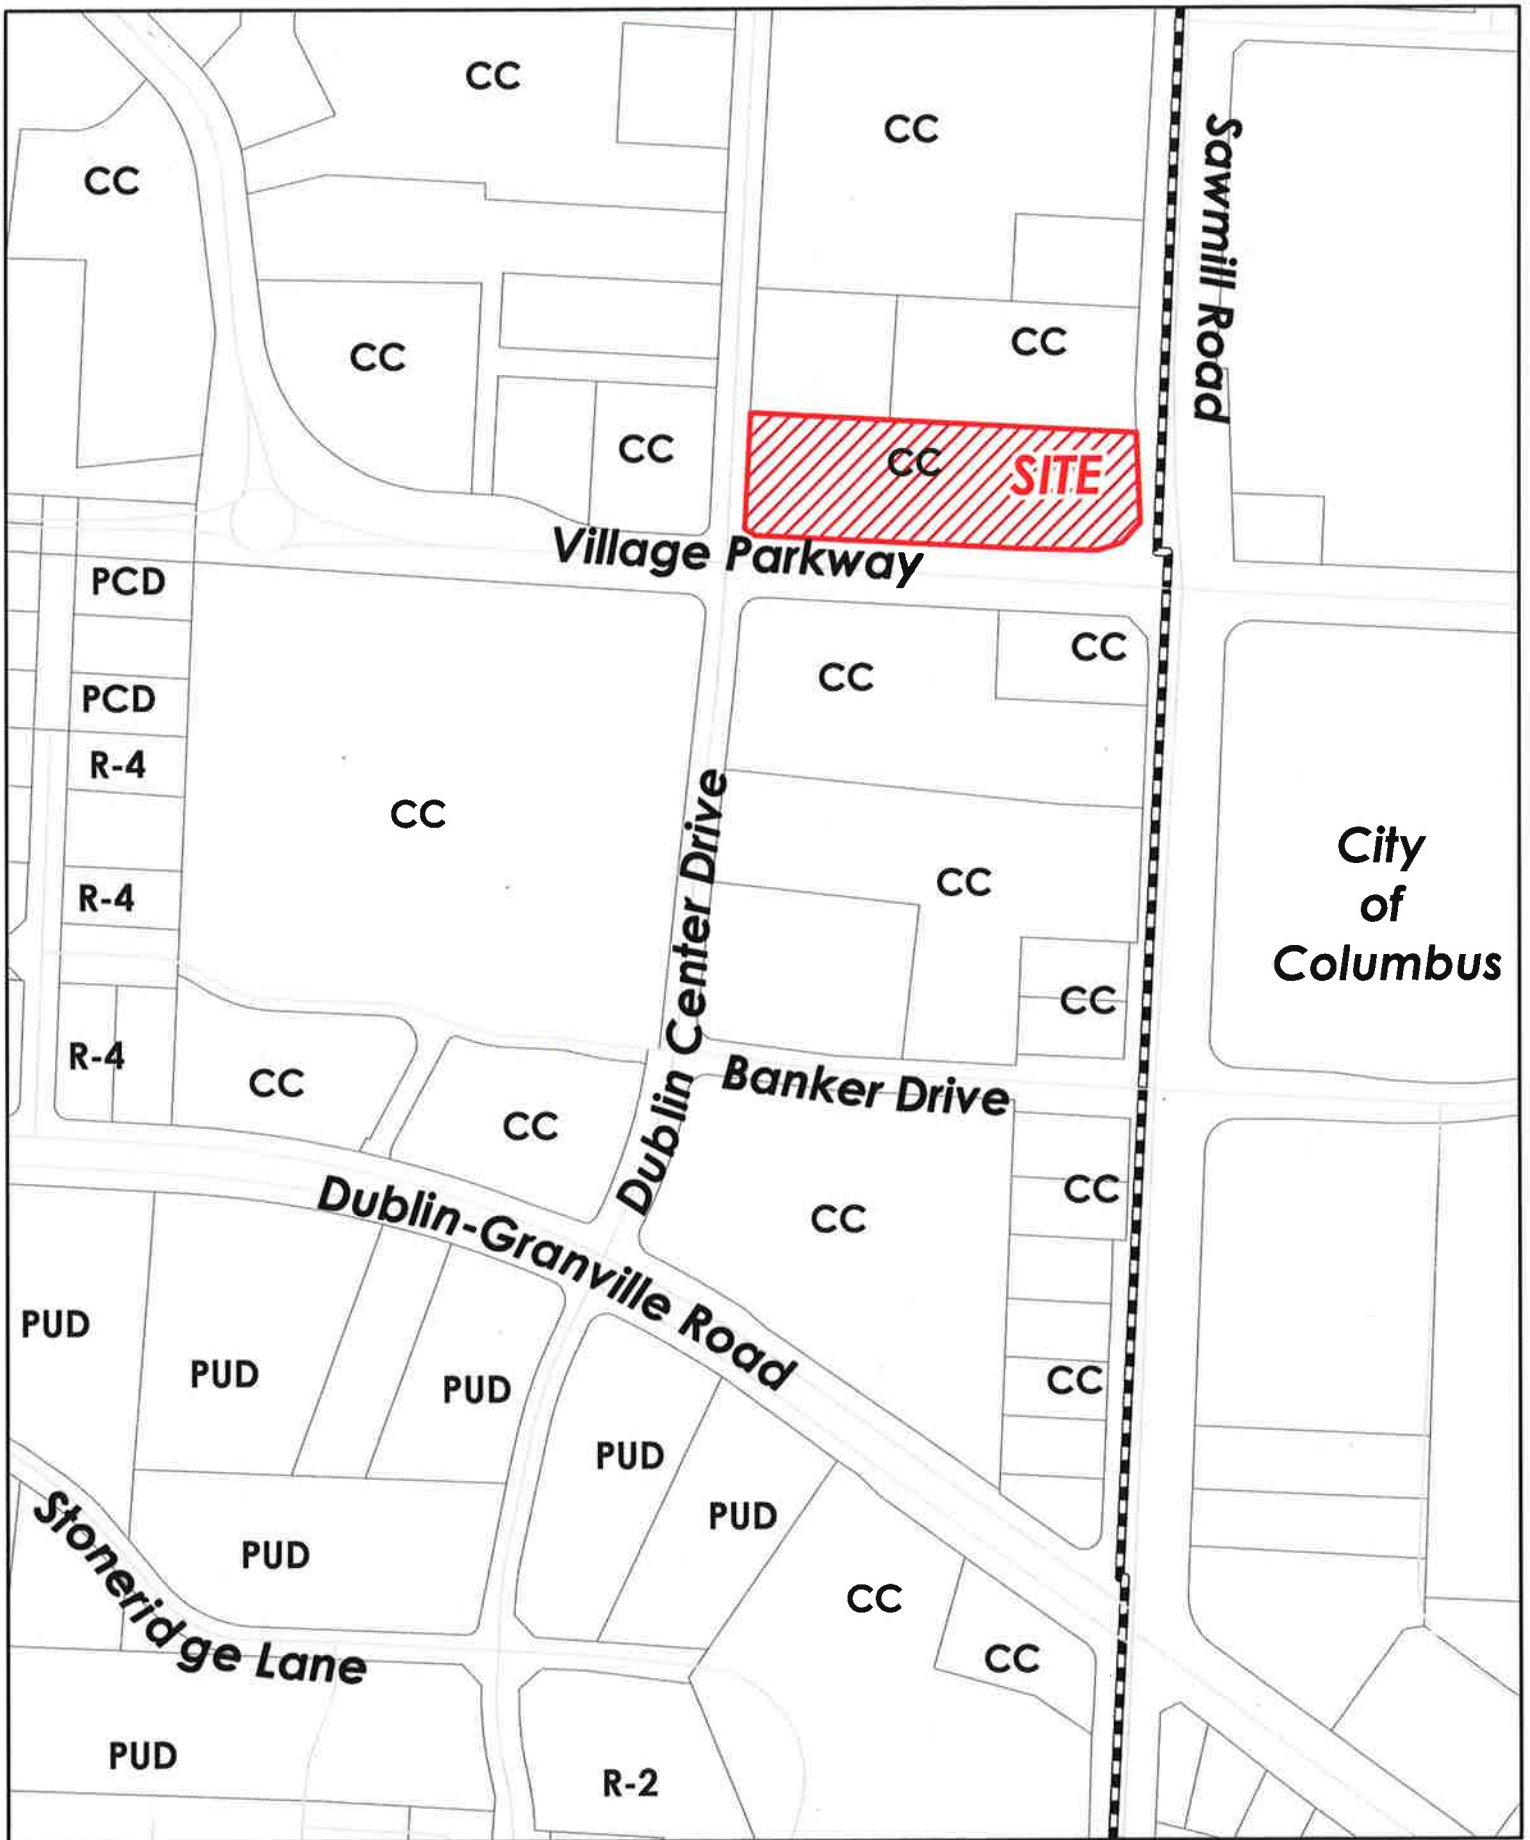 CC
CC
Sawmill Road
CC
CC
CC
CC
CC
SITE
Village Parkway
PCD
CC
CC
PCD
R-4
CC
Dublin Center Drive
City
of
Columbus
CC
R-4
CC
R-4
CC
Banker Drive
CC
CC
Dublin-Granville Road
CC
PUD
PUD
PUD
CC
PUD
PUD
Stoneridge Lane
PUD
CC
CC
PUD
R-2